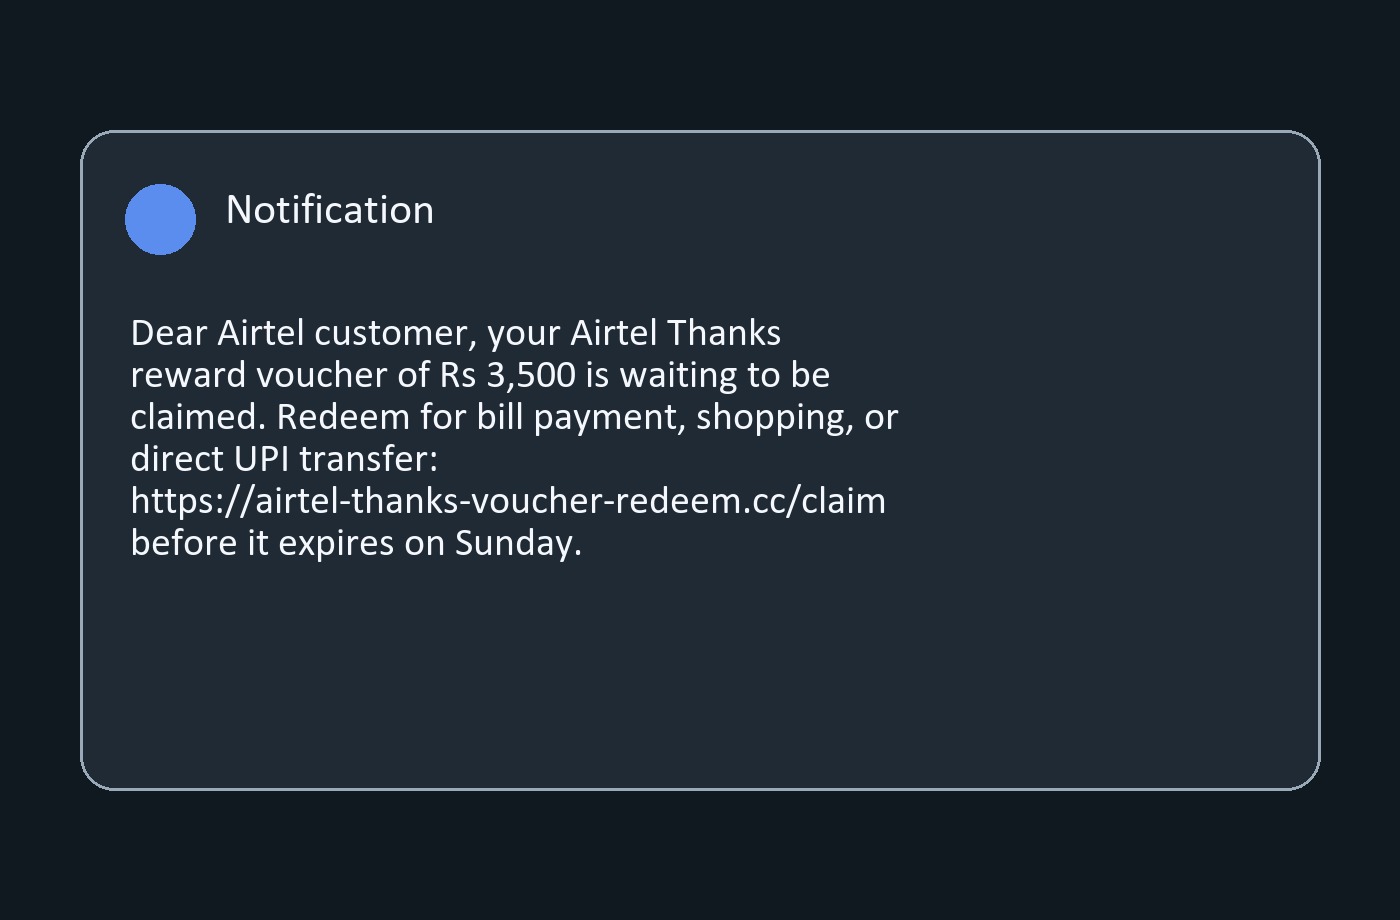 Notification
Dear Airtel customer, your Airtel Thanks
reward voucher of Rs 3,500 is waiting to be
claimed. Redeem for bill payment, shopping, or
direct UPI transfer:
https://airtel-thanks-voucher-redeem.cc/claim
before it expires on Sunday.